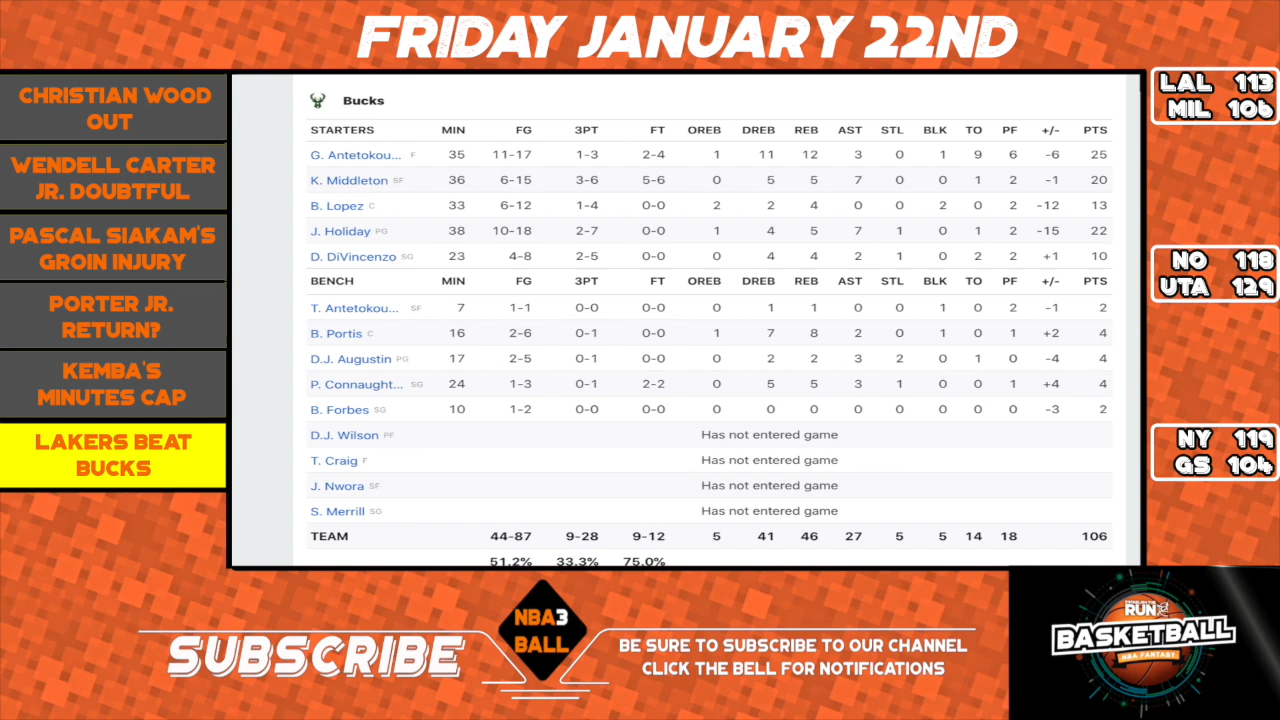 FRIDAY JANUARY 22ND
CHRISTIAN WOOD
OUT
WENDELL CARTER
JR. DOUBTFUL
PASCAL SIAKAM'S
GROIN INJURY
PORTER JR.
RETURN?
KEMBA'S
MINUTES CAP
LAKERS BEAT
BUCKS
Bucks
STARTERS MIN FG 3PT FT OREB DREB REB AST STL BLK TO PF +/- PTS
G. Antetokou... F 35 11-17 1-3 2-4 1 11 12 3 0 1 9 6 -6 25
K. Middleton SF 36 6-15 3-6 5-6 0 5 5 7 0 0 1 2 -1 20
B. Lopez C 33 6-12 1-4 0-0 2 2 4 0 0 2 0 2 -12 13
J. Holiday PG 38 10-18 2-7 0-0 1 4 5 7 1 0 1 2 -15 22
D. DiVincenzo SG 23 4-8 2-5 0-0 0 4 4 2 1 0 2 2 +1 10
BENCH MIN FG 3PT FT OREB DREB REB AST STL BLK TO PF +/- PTS
T. Antetokou... SF 7 1-1 0-0 0-0 0 1 1 0 0 1 0 2 -1 2
B. Portis C 16 2-6 0-1 0-0 1 7 8 2 0 1 0 1 +2 4
D.J. Augustin PG 17 2-5 0-1 0-0 0 2 2 3 2 0 1 0 -4 4
P. Connaught... SG 24 1-3 0-1 2-2 0 5 5 3 1 0 0 1 +4 4
B. Forbes SG 10 1-2 0-0 0-0 0 0 0 0 0 0 0 0 -3 2
D.J. Wilson PF Has not entered game
T. Craig F Has not entered game
J. Nwora SF Has not entered game
S. Merrill SG Has not entered game
TEAM 44-87 9-28 9-12 5 41 46 27 5 5 14 18 106
51.2% 33.3% 75.0%
LAL 113
MIL 106
NO 118
UTA 129
NY 119
GS 104
SUBSCRIBE
NBA3
BALL
BE SURE TO SUBSCRIBE TO OUR CHANNEL
CLICK THE BELL FOR NOTIFICATIONS
RUN
BASKETBALL
NBA FANTASY